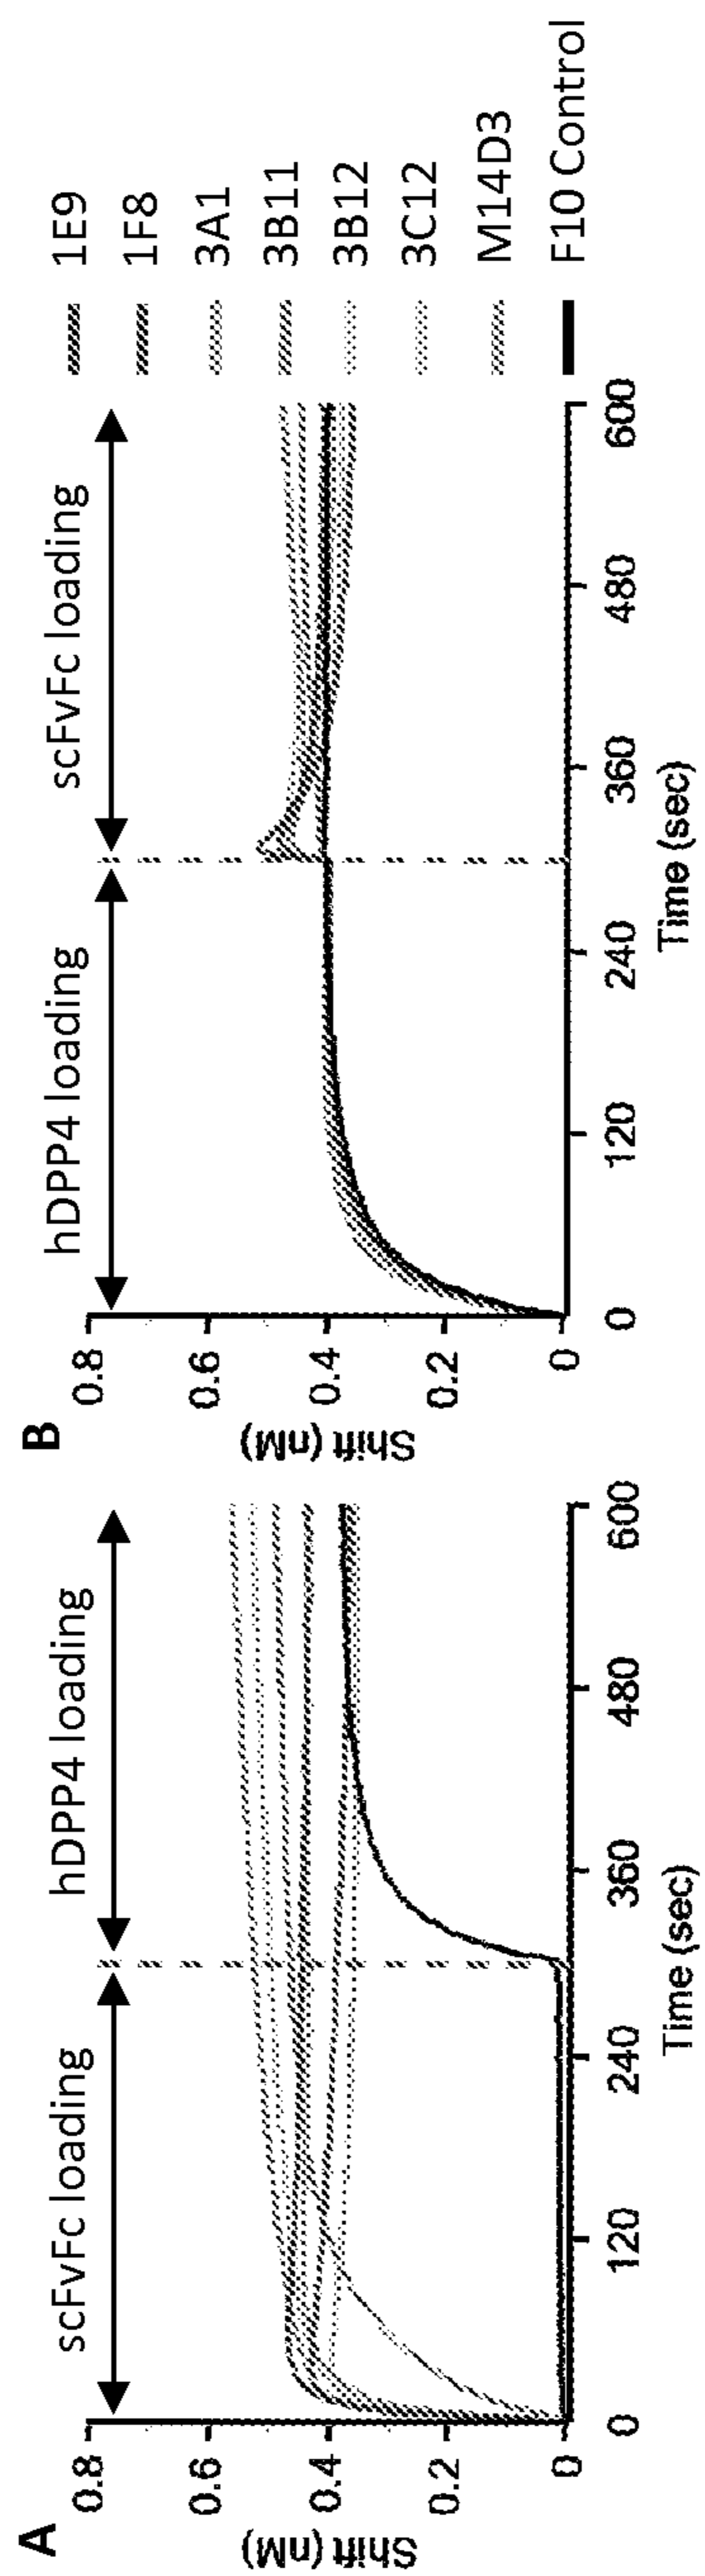 A
scFvFc loading
hDPP4 loading
0.8
0.6
0.4
0.2
0
Shift (nM)
0
120
240
360
480
600
Time (sec)
B
hDPP4 loading
scFvFc loading
0.8
0.6
0.4
0.2
0
Shift (nM)
0
120
240
360
480
600
Time (sec)
1E9
1F8
3A1
3B11
3B12
3C12
M14D3
F10 Control